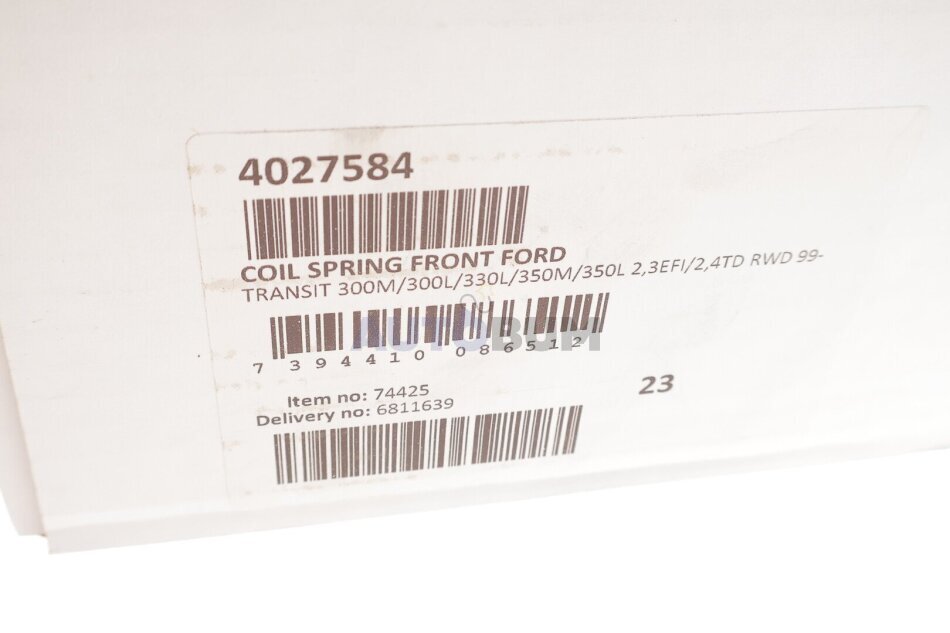 4027584
COIL SPRING FRONT FORD
TRANSIT 300M/300L/330L/350M/350L 2,3EFI/2,4TD RWD 99-
AUTOBUM
7 394410 086512
Item no: 74425
23
Delivery no: 6811639